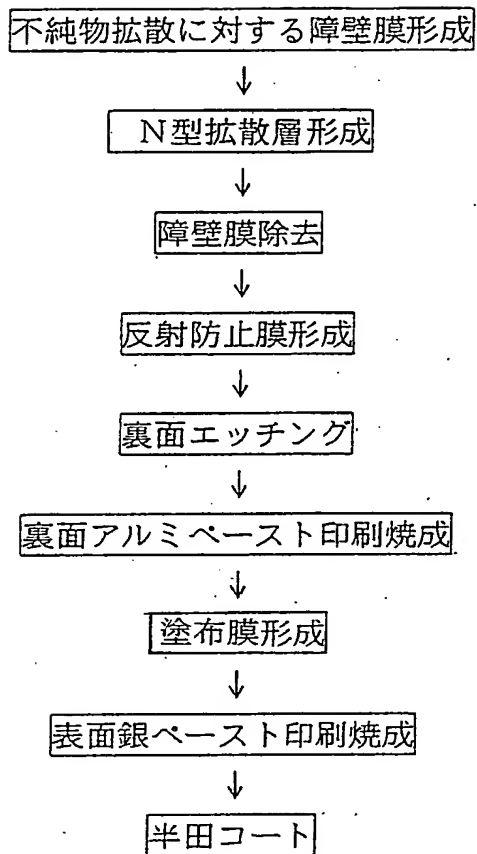 不純物拡散に対する障壁膜形成
↓
N型拡散層形成
↓
障壁膜除去
↓
反射防止膜形成
↓
裏面エッチング
↓
裏面アルミペースト印刷焼成
↓
塗布膜形成
↓
表面銀ペースト印刷焼成
↓
半田コート